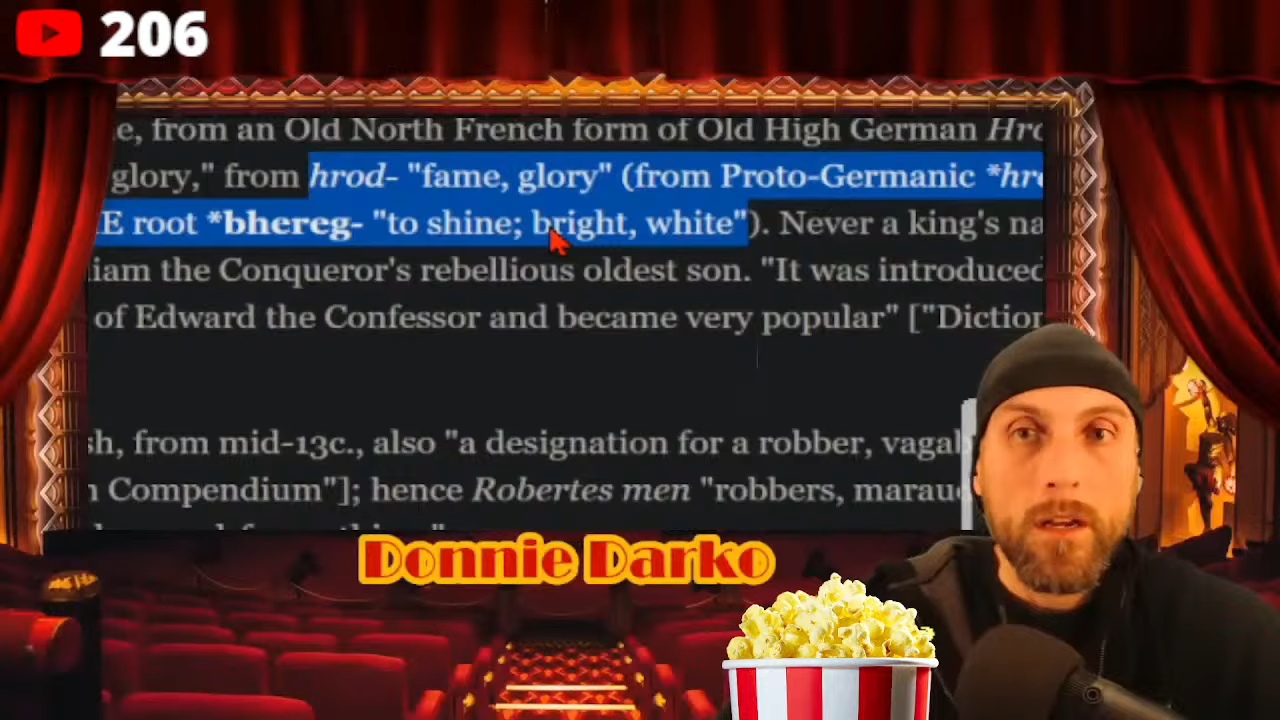 206
from an Old North French form of Old High German
glory," from hrod- "fame, glory" (from Proto-Germanic
root *bhereg- "to shine; bright, white"). Never a king's
the Conqueror's rebellious oldest son. "It was introduced
of Edward the Confessor and became very popular"
from mid-13c., also "a designation for a robber,
Compendium"]; hence Robertes men "robbers,
Donnie Darko